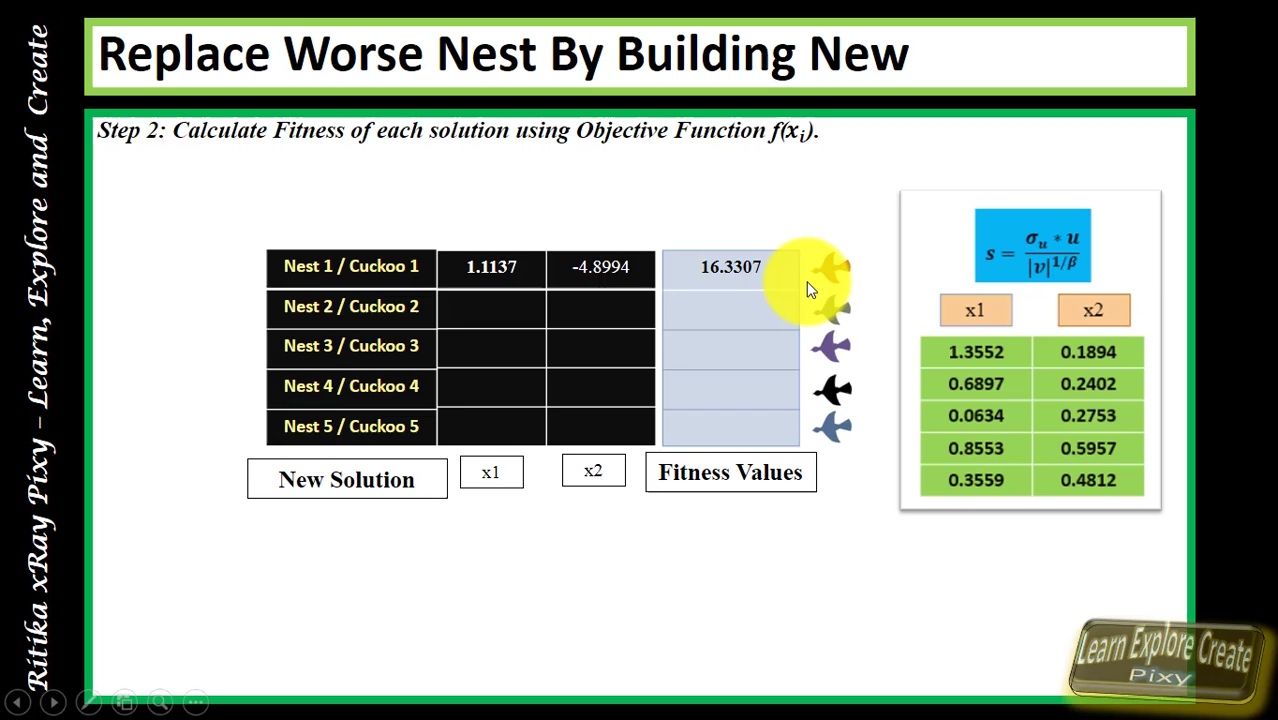 Replace Worse Nest By Building New
Ritika xRay Pixy – Learn, Explore and Create
Step 2: Calculate Fitness of each solution using Objective Function f(xᵢ).
Nest 1 / Cuckoo 1 1.1137 -4.8994 16.3307
Nest 2 / Cuckoo 2
Nest 3 / Cuckoo 3
Nest 4 / Cuckoo 4
Nest 5 / Cuckoo 5
New Solution x1 x2 Fitness Values
s = σᵤ * u / |v|^1/β
x1 x2
1.3552 0.1894
0.6897 0.2402
0.0634 0.2753
0.8553 0.5957
0.3559 0.4812
Learn Explore Create
Pixy